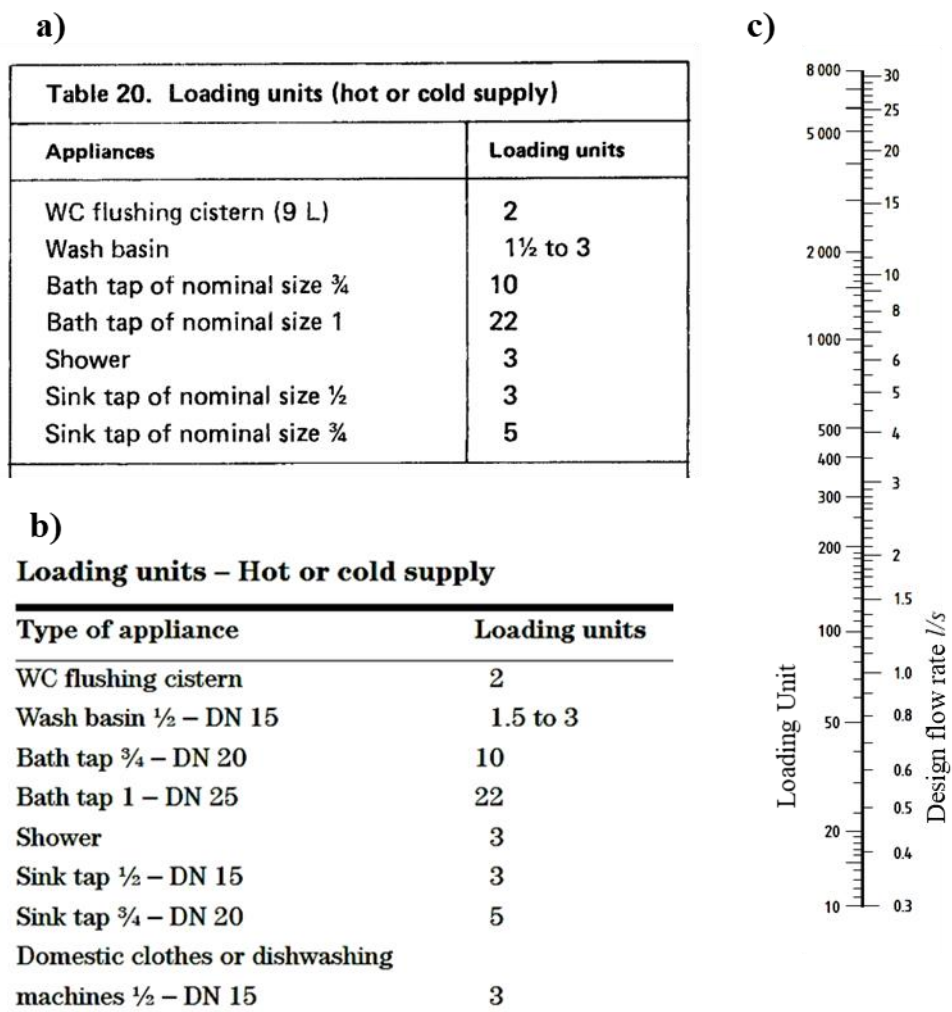 a)
Table 20. Loading units (hot or cold supply)
Appliances Loading units
WC flushing cistern (9 L) 2
Wash basin 1½ to 3
Bath tap of nominal size ¾ 10
Bath tap of nominal size 1 22
Shower 3
Sink tap of nominal size ½ 3
Sink tap of nominal size ¾ 5
b)
Loading units – Hot or cold supply
Type of appliance Loading units
WC flushing cistern 2
Wash basin ½ – DN 15 1.5 to 3
Bath tap ¾ – DN 20 10
Bath tap 1 – DN 25 22
Shower 3
Sink tap ½ – DN 15 3
Sink tap ¾ – DN 20 5
Domestic clothes or dishwashing
machines ½ – DN 15 3
c)
Loading Unit
8 000
5 000
2 000
1 000
500
400
300
200
100
50
20
10
30
25
20
15
10
8
6
5
4
3
2
1.5
1.0
0.8
0.6
0.5
0.4
0.3
Design flow rate l/s